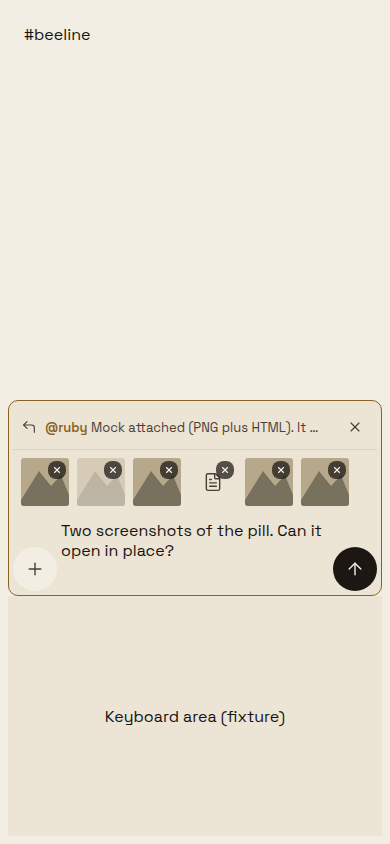 #beeline
@ruby Mock attached (PNG plus HTML). It ...
Two screenshots of the pill. Can it
open in place?
Keyboard area (fixture)